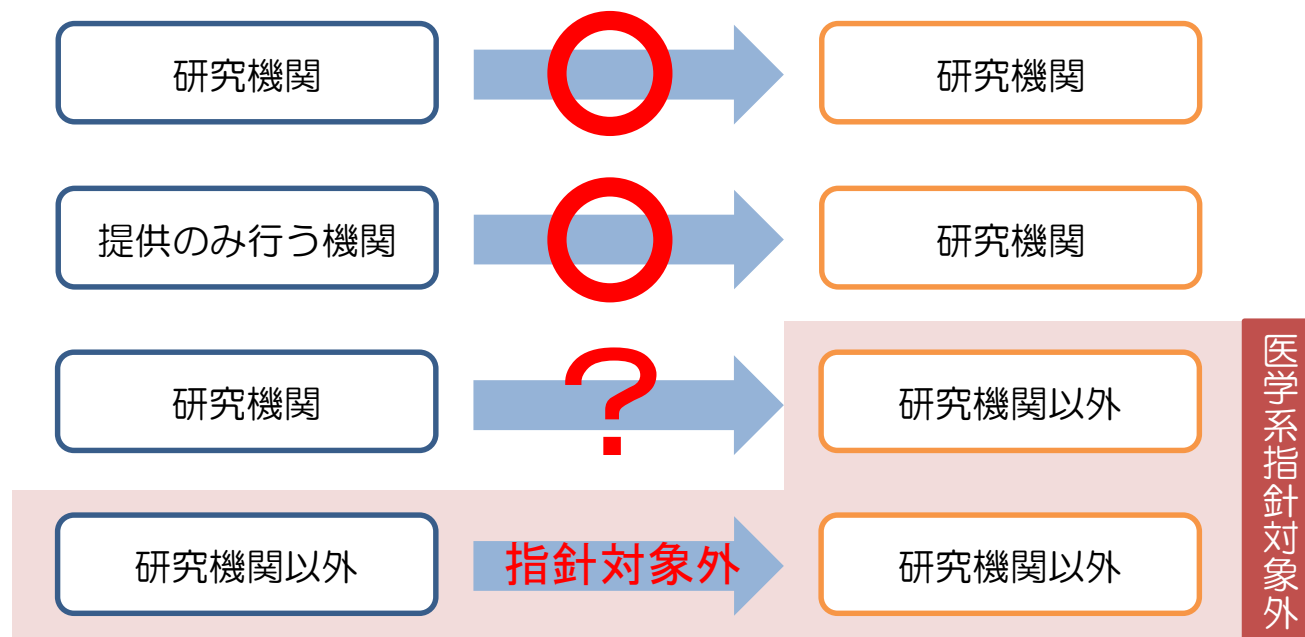 研究機関
研究機関
提供のみ行う機関
研究機関
研究機関
?
研究機関以外
研究機関以外
指針対象外
研究機関以外
医学系指針対象外